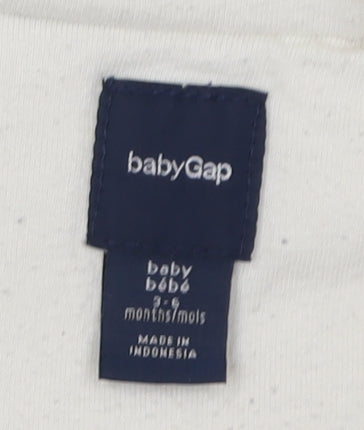 babyGap
baby
bébé
3-6
months/mois
MADE IN
INDONESIA